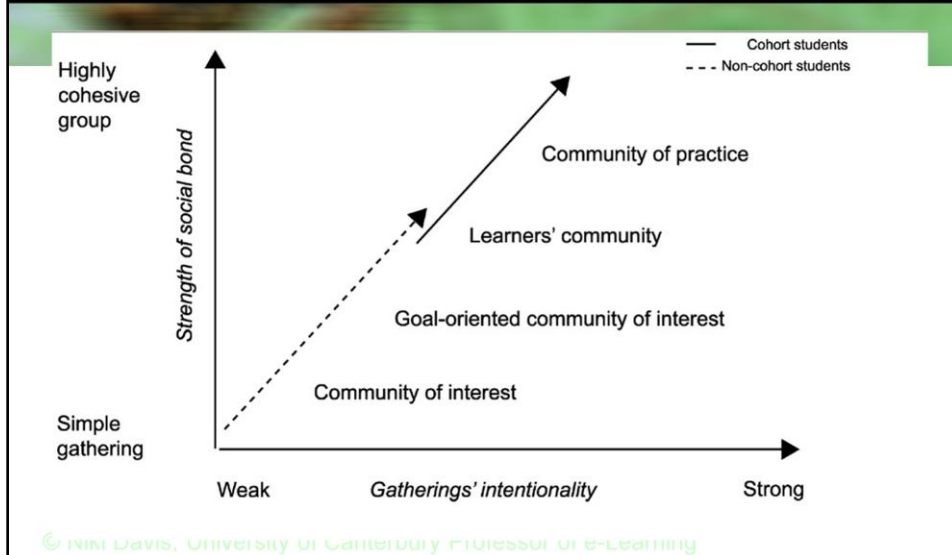 Cohort students
Non-cohort students
Highly
cohesive
group
Strength of social bond
Community of practice
Learners’ community
Goal-oriented community of interest
Community of interest
Simple
gathering
Weak
Gatherings’ intentionality
Strong
© Niki Davis, University of Canterbury Professor of e-Learning